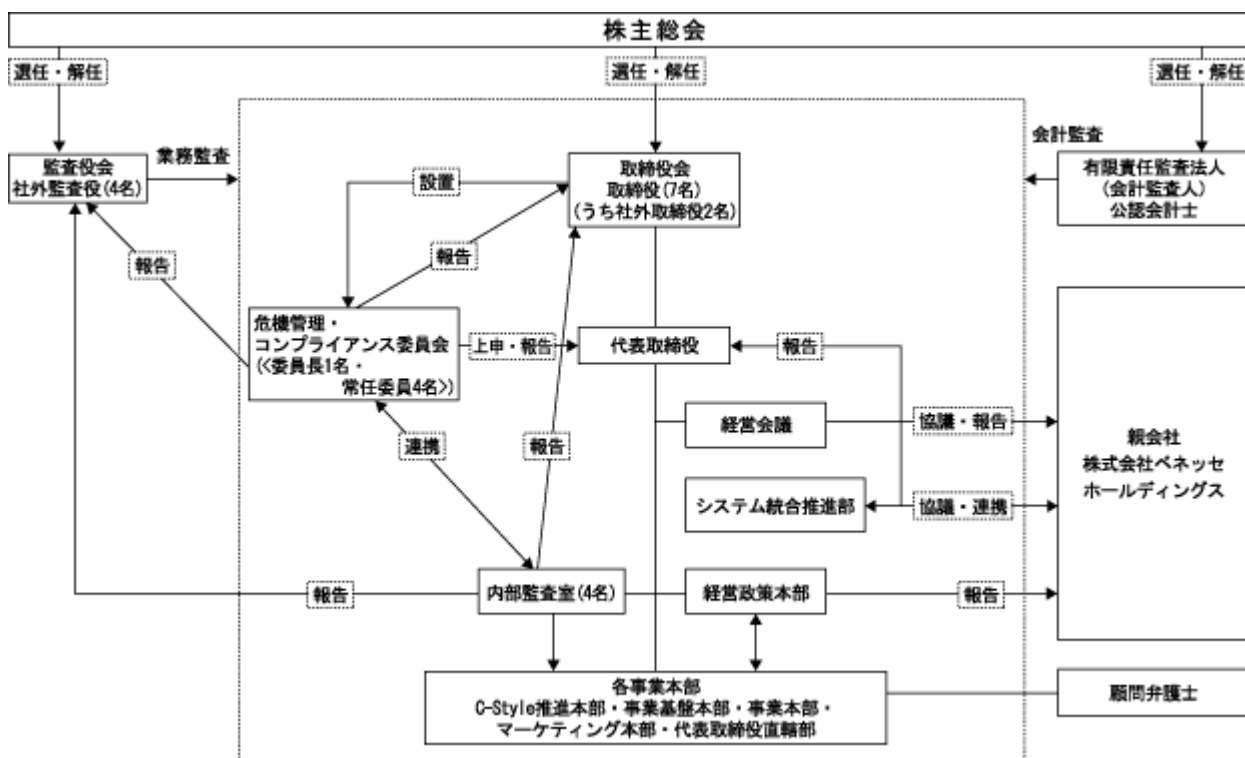 株主総会
選任・解任
選任・解任
選任・解任
監査役会
社外監査役(4名)
業務監査
取締役会
取締役(7名)
(うち社外取締役2名)
会計監査
有限責任監査法人
(会計監査人)
公認会計士
設置
報告
報告
危機管理・
コンプライアンス委員会
(<委員長1名・
常任委員4名>)
上申・報告
代表取締役
報告
経営会議
協議・報告
親会社
株式会社ベネッセ
ホールディングス
連携
報告
システム統合推進部
協議・連携
報告
内部監査室(4名)
経営政策本部
報告
各事業本部
C-Style推進本部・事業基盤本部・事業本部・
マーケティング本部・代表取締役直轄部
顧問弁護士